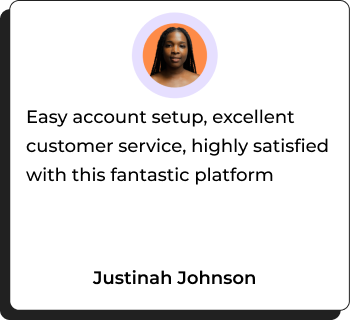 Easy account setup, excellent
customer service, highly satisfied
with this fantastic platform
Justinah Johnson